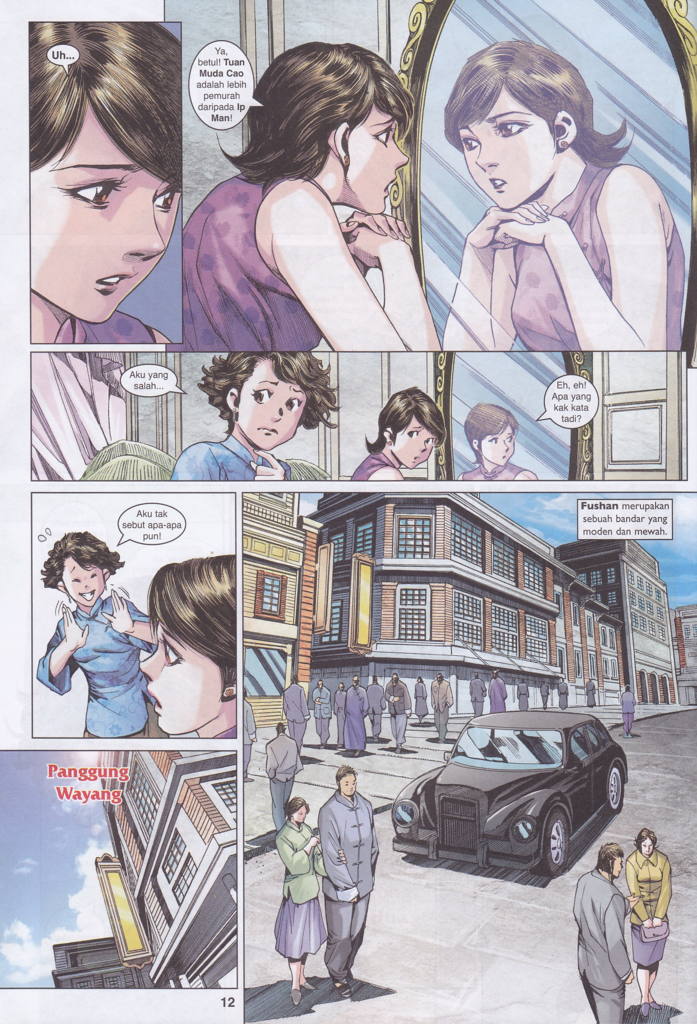 Uh...
Ya,
betul! Tuan
Muda Cao
adalah lebih
pemurah
daripada Ip
Man!
Aku yang
salah...
Eh, eh!
Apa yang
kak kata
tadi?
Aku tak
sebut apa-apa
pun!
Fushan merupakan
sebuah bandar yang
moden dan mewah.
Panggung
Wayang
12